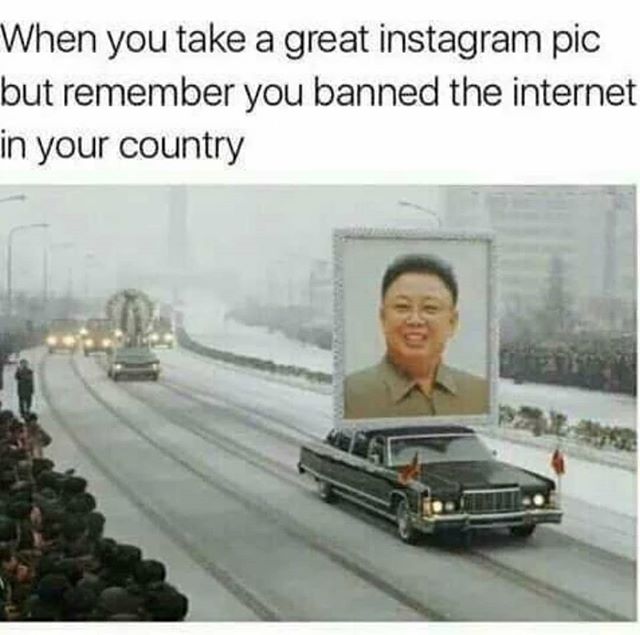 When you take a great instagram pic
but remember you banned the internet
in your country